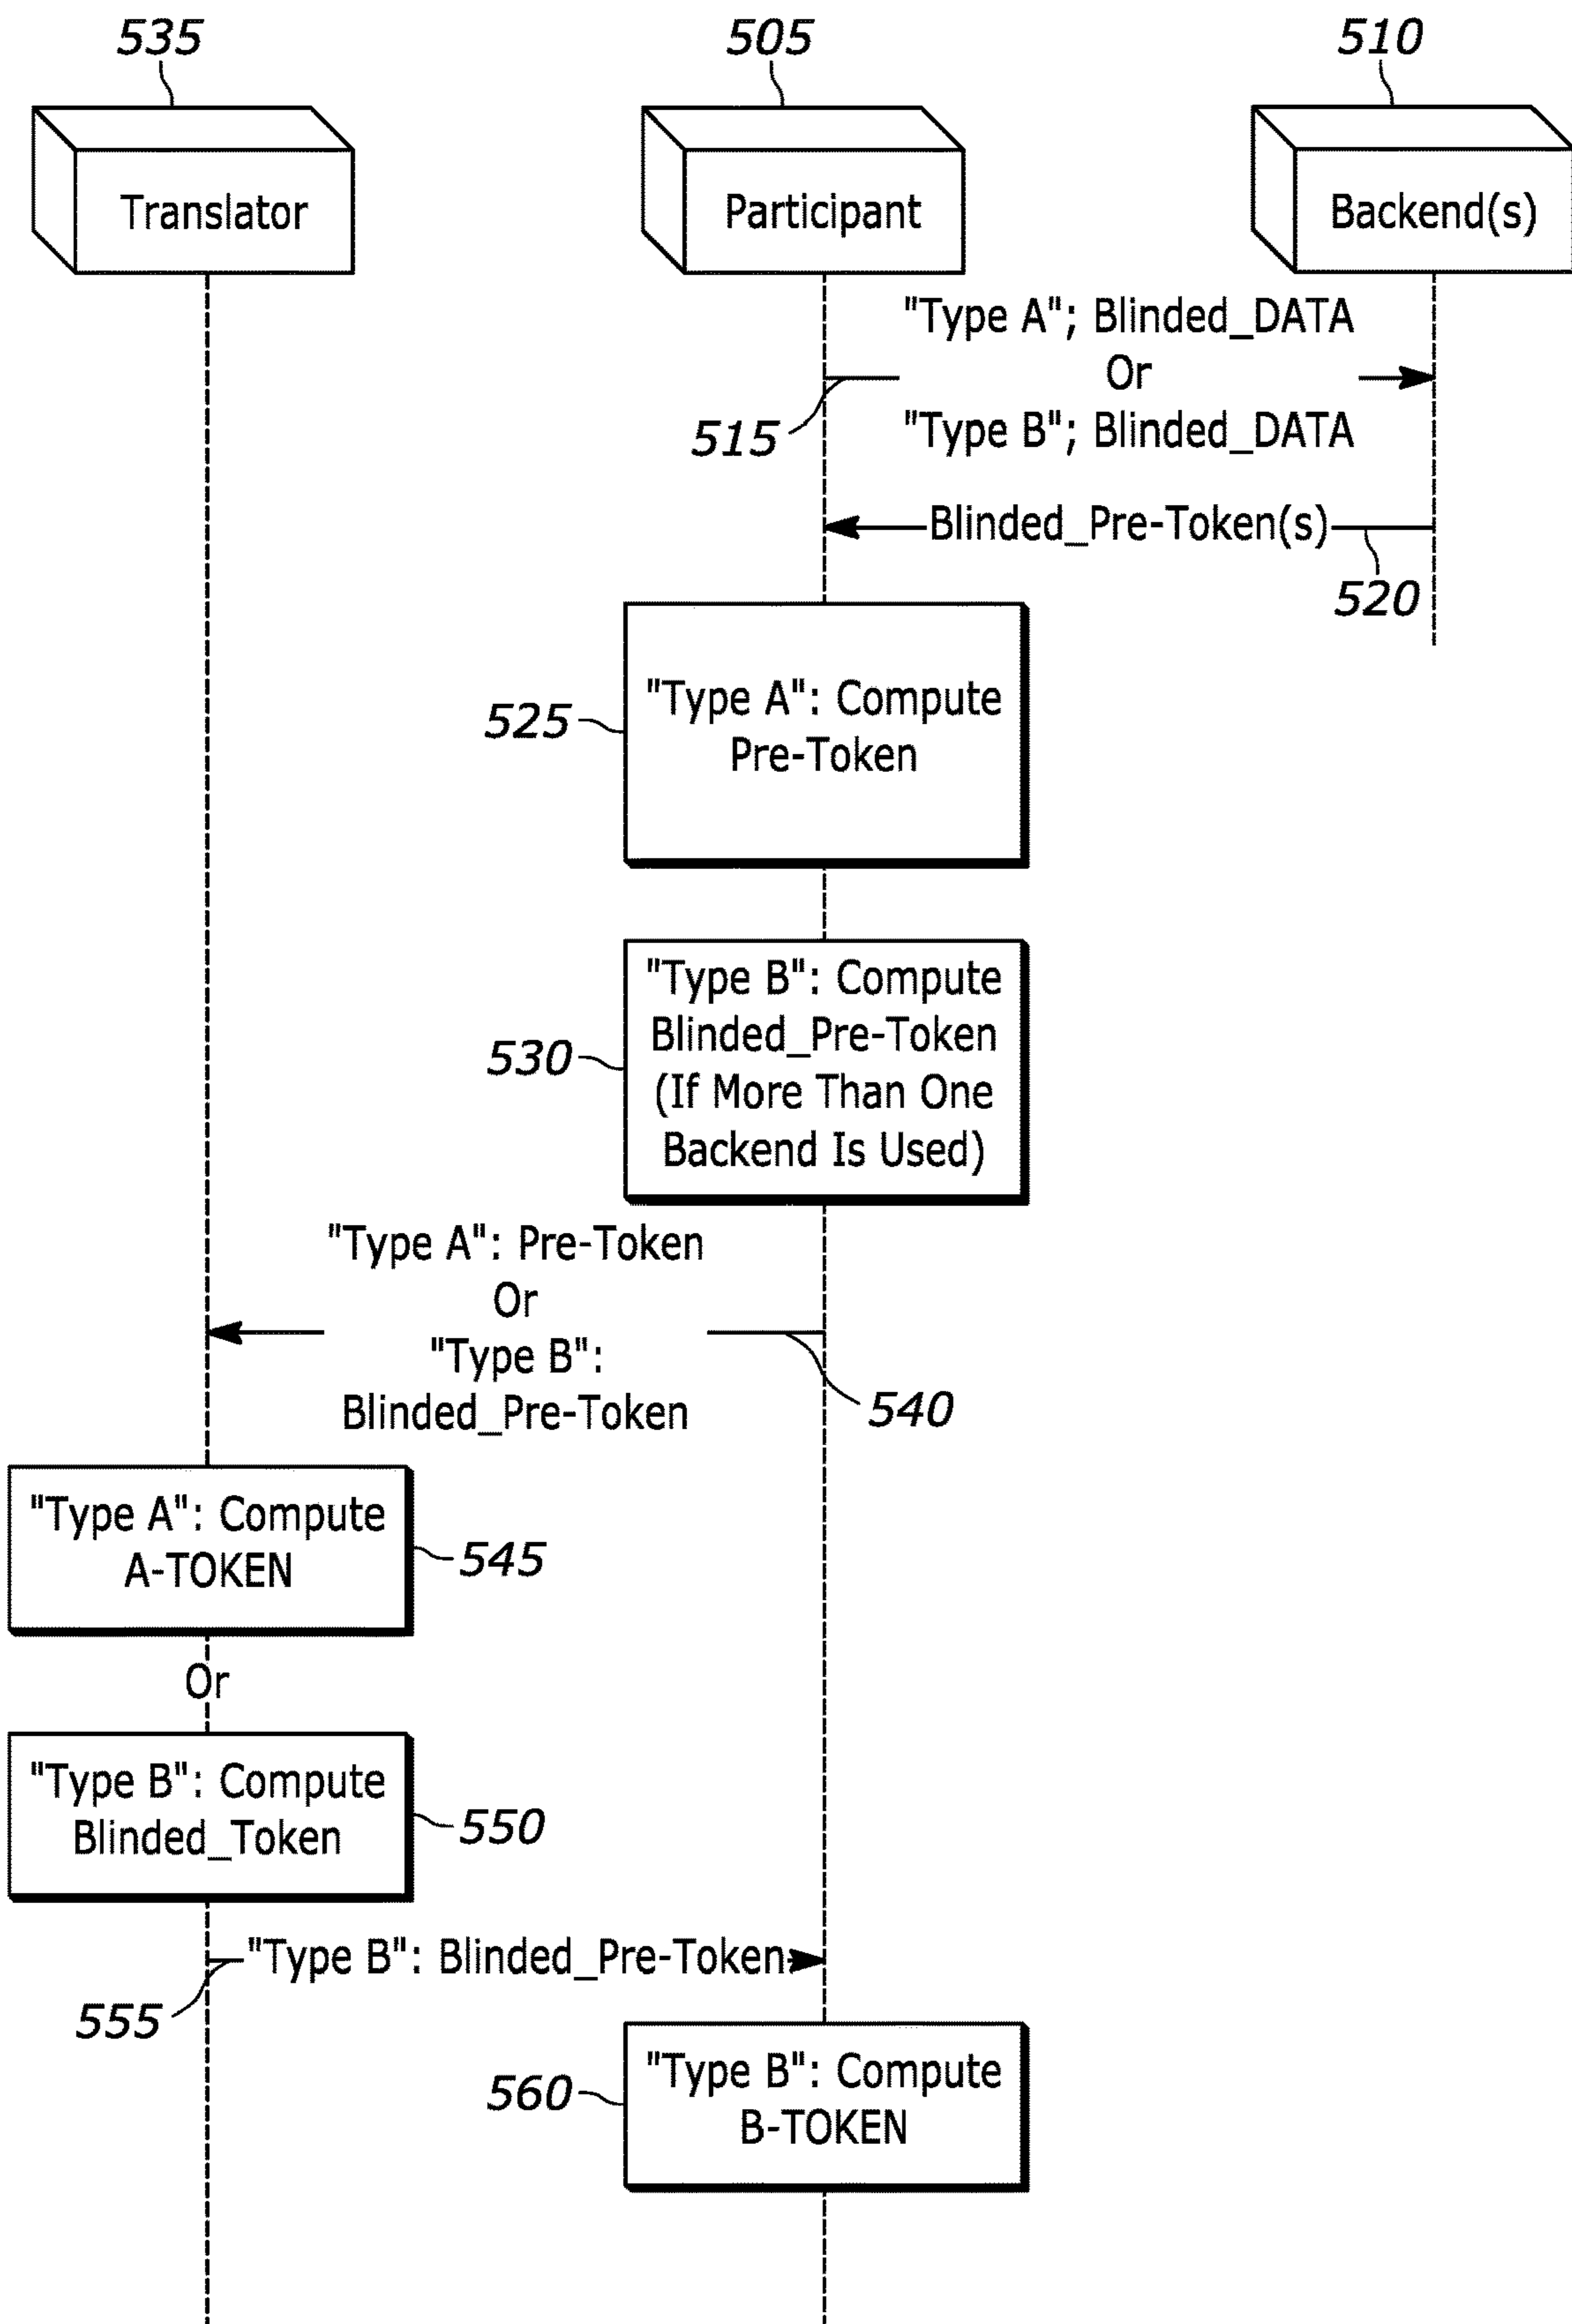 535
505
510
Translator
Participant
Backend(s)
"Type A"; Blinded_DATA
Or
"Type B"; Blinded_DATA
515
Blinded_Pre-Token(s)
520
"Type A": Compute
Pre-Token
525
"Type B": Compute
Blinded_Pre-Token
(If More Than One
Backend Is Used)
530
"Type A": Pre-Token
Or
"Type B":
Blinded_Pre-Token
540
"Type A": Compute
A-TOKEN
545
Or
"Type B": Compute
Blinded_Token
550
"Type B": Blinded_Pre-Token
555
"Type B": Compute
B-TOKEN
560